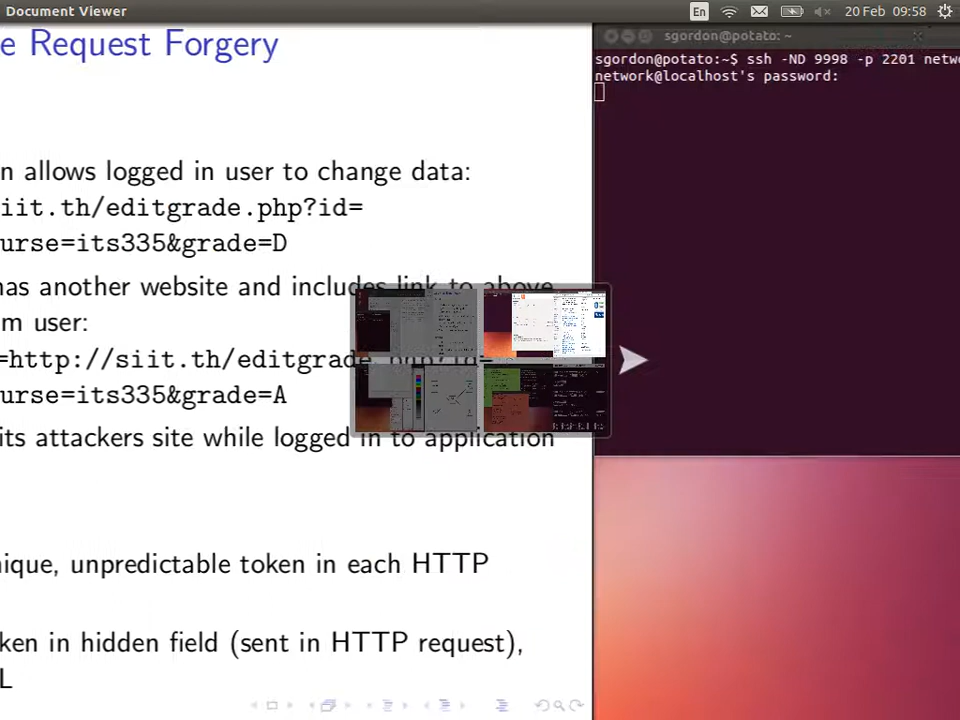 Document Viewer
En
20 Feb 09:58
e Request Forgery
n allows logged in user to change data:
iit.th/editgrade.php?id=
urse=its335&grade=D
has another website and includes link to above
m user:
=http://siit.th/editgrade.php?id=
urse=its335&grade=A
its attackers site while logged in to application
nique, unpredictable token in each HTTP
ken in hidden field (sent in HTTP request),
L
sgordon@potato: ~
sgordon@potato:~$ ssh -ND 9998 -p 2201 netw
network@localhost's password: